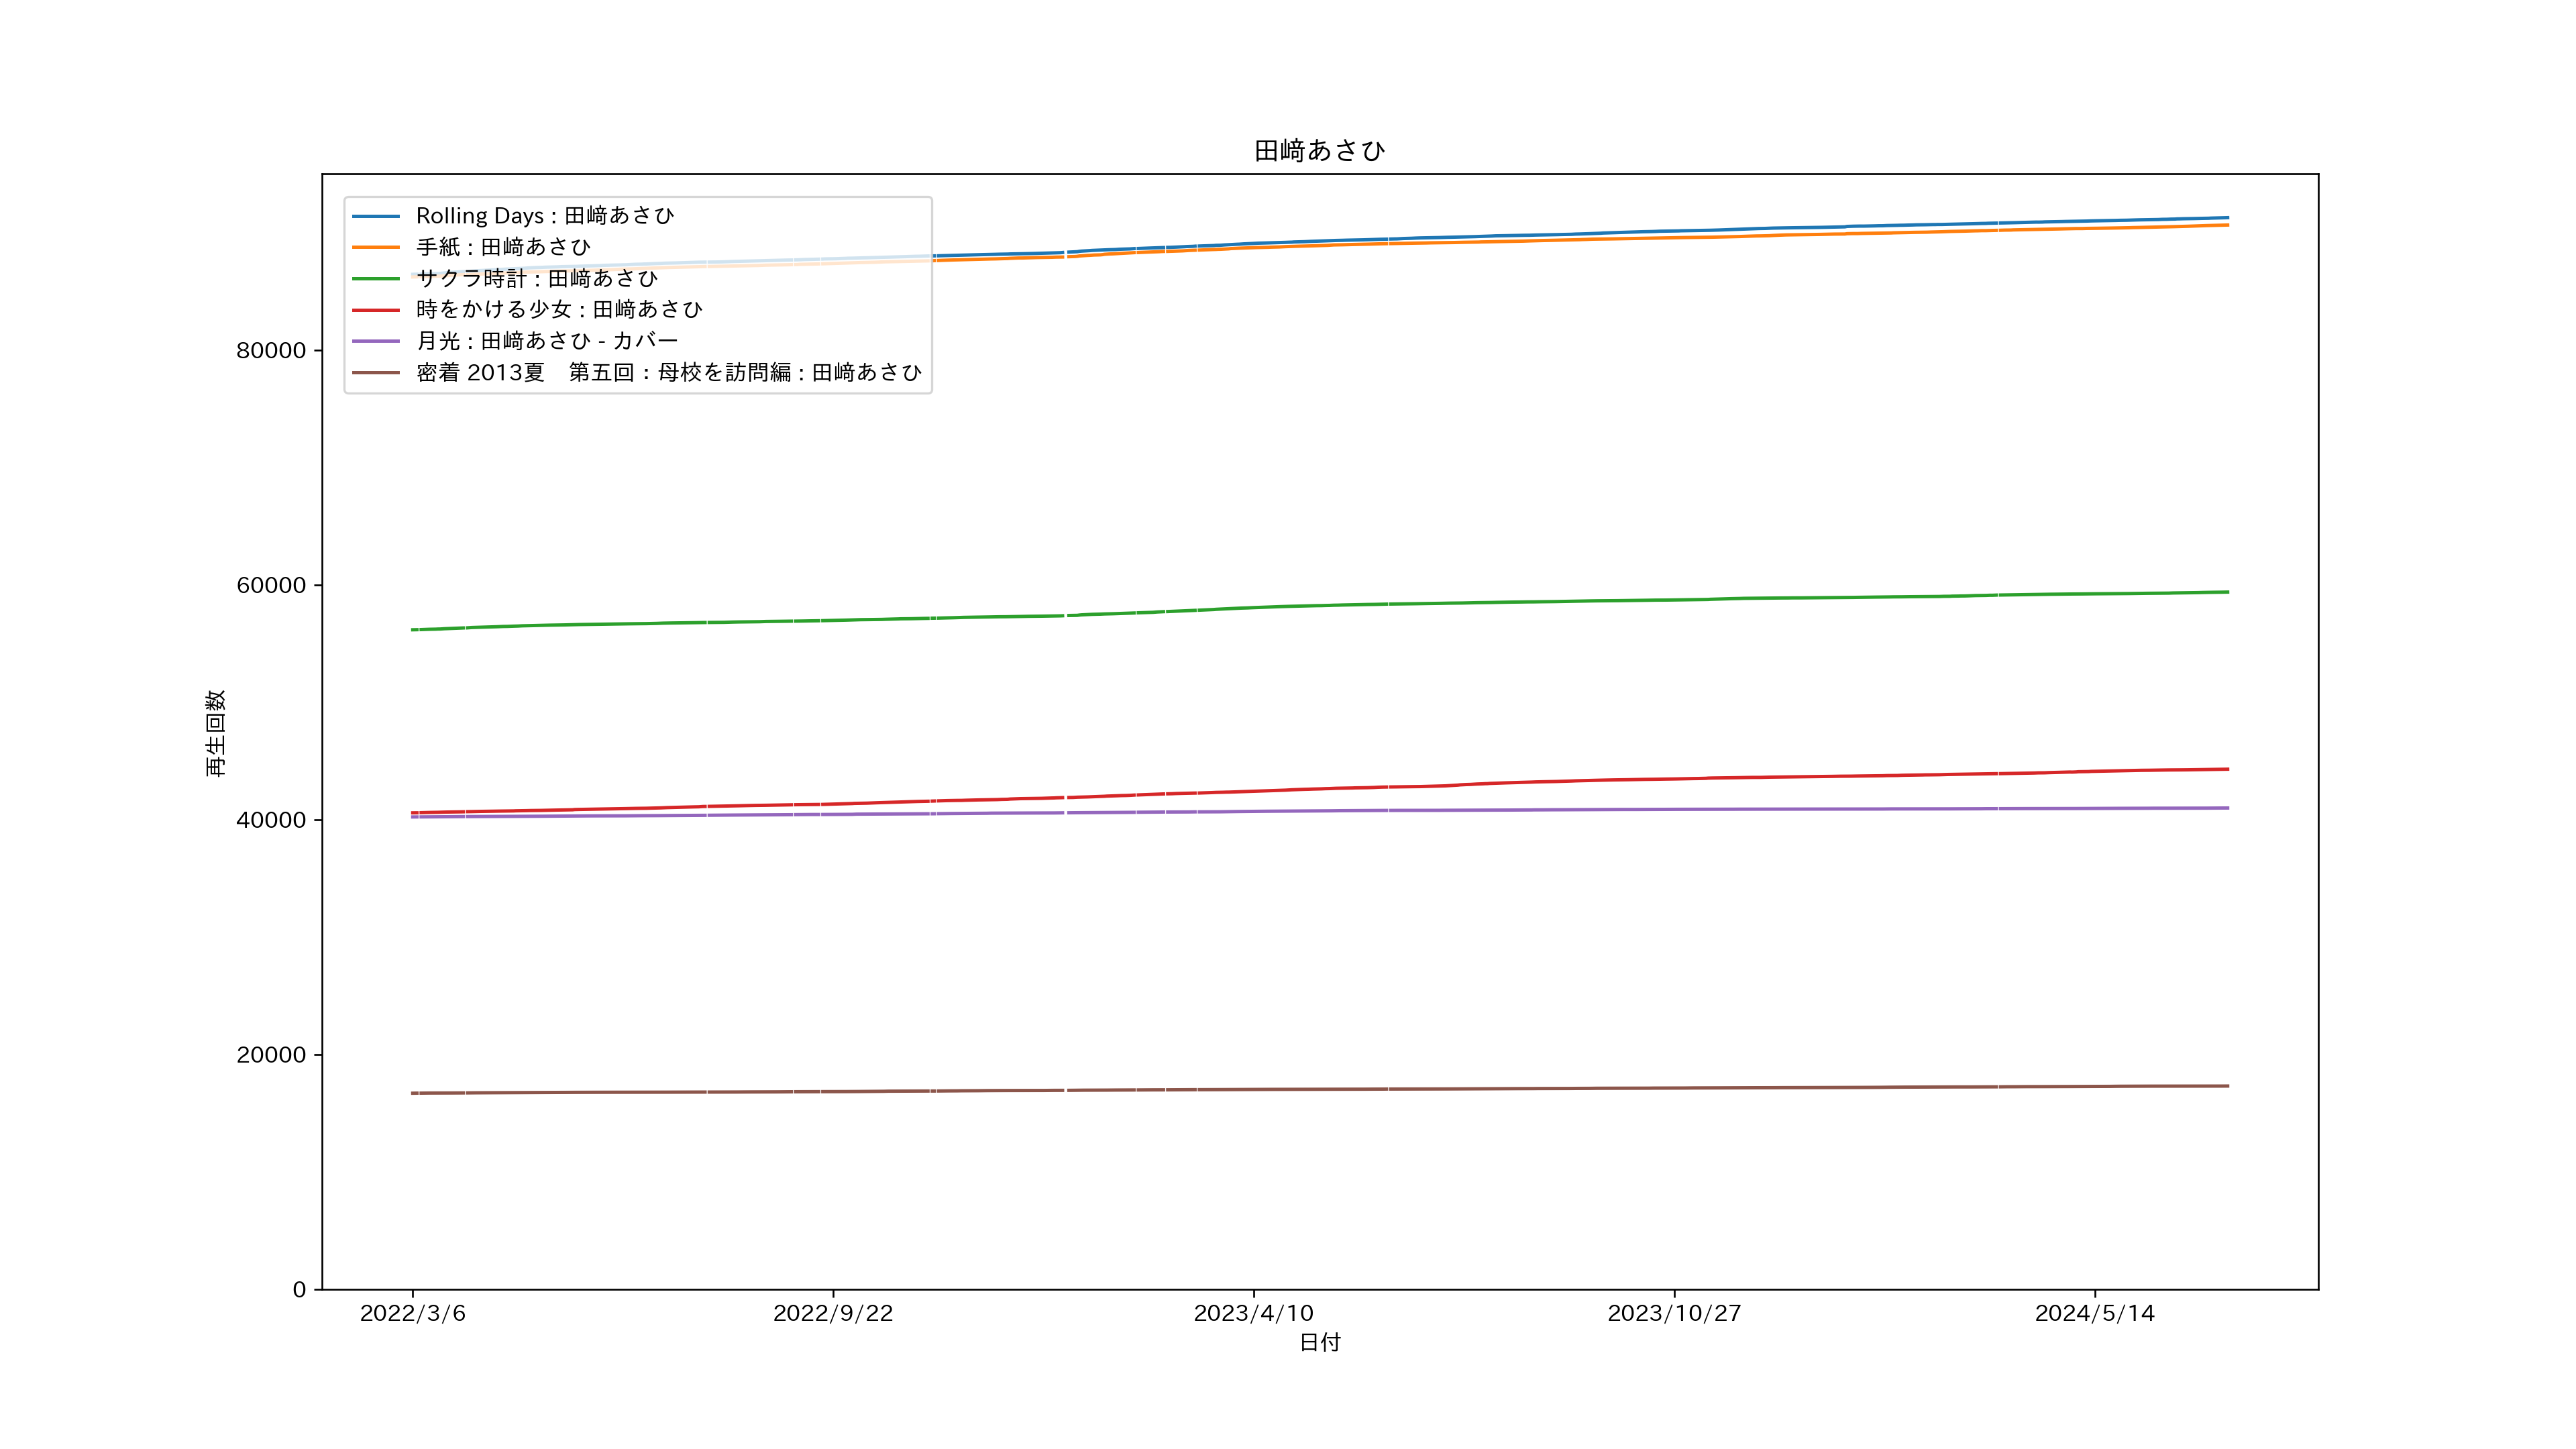 田﨑あさひ
Rolling Days : 田﨑あさひ
手紙 : 田﨑あさひ
サクラ時計 : 田﨑あさひ
時をかける少女 : 田﨑あさひ
月光 : 田﨑あさひ - カバー
密着 2013夏　第五回：母校を訪問編 : 田﨑あさひ
再生回数
80000
60000
40000
20000
0
2022/3/6
2022/9/22
2023/4/10
2023/10/27
2024/5/14
日付